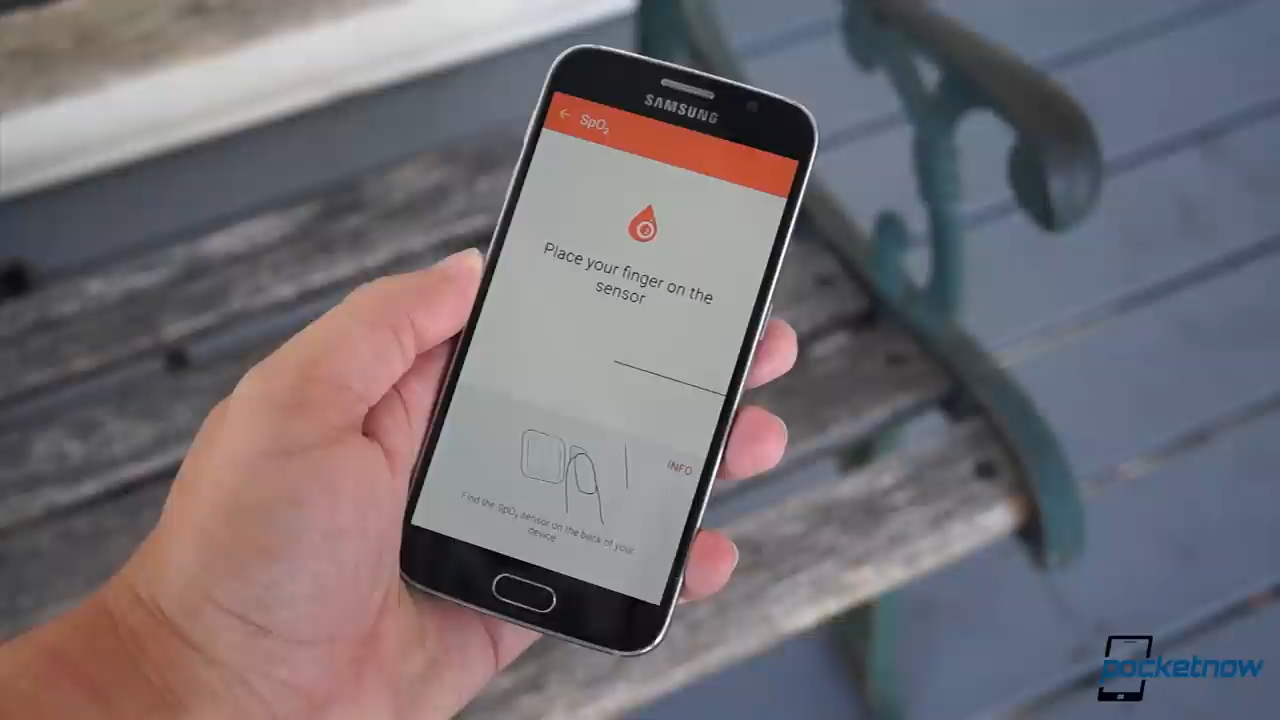 SAMSUNG
SpO₂
Place your finger on the
sensor
INFO
Find the SpO₂ sensor on the back of your
device
pocketnow